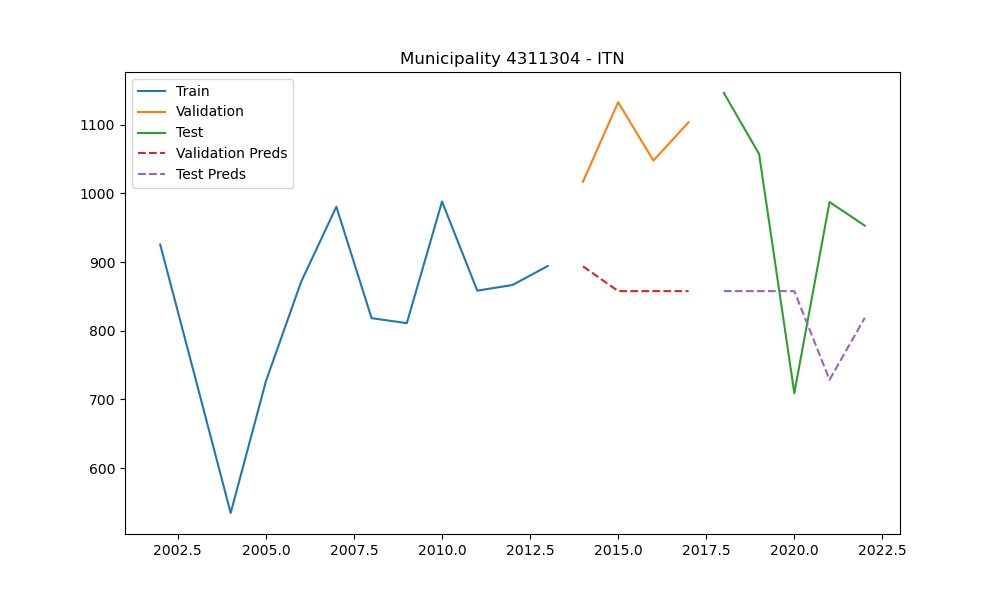 Municipality 4311304 - ITN
Train
Validation
Test
Validation Preds
Test Preds
1100
1000
900
800
700
600
2002.5 2005.0 2007.5 2010.0 2012.5 2015.0 2017.5 2020.0 2022.5